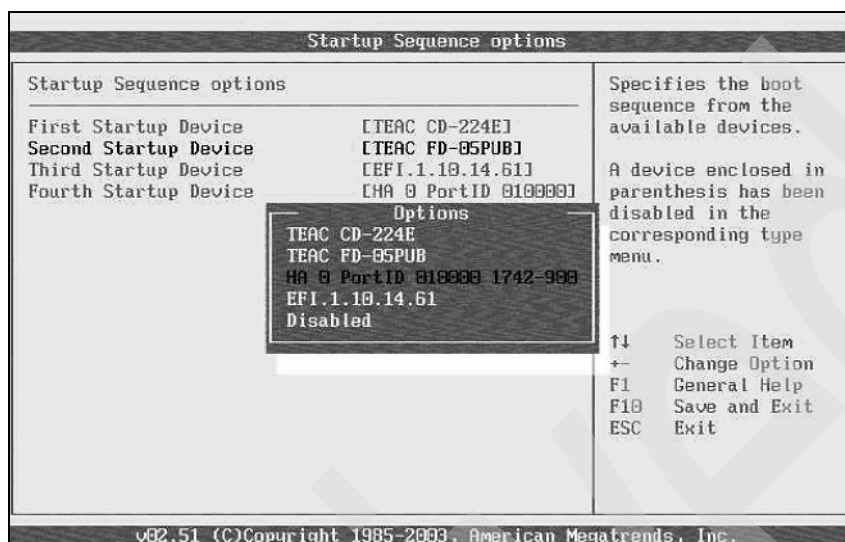 Startup Sequence options
Startup Sequence options
First Startup Device [TEAC CD-224E]
Second Startup Device [TEAC FD-05PUB]
Third Startup Device [EFI.1.10.14.61]
Fourth Startup Device [HA 0 PortID 010000]
Options
TEAC CD-224E
TEAC FD-05PUB
HA 0 PortID 010000 1742-900
EFI.1.10.14.61
Disabled
Specifies the boot
sequence from the
available devices.
A device enclosed in
parenthesis has been
disabled in the
corresponding type
menu.
↑↓ Select Item
+- Change Option
F1 General Help
F10 Save and Exit
ESC Exit
v02.51 (C)Copyright 1985-2003, American Megatrends, Inc.